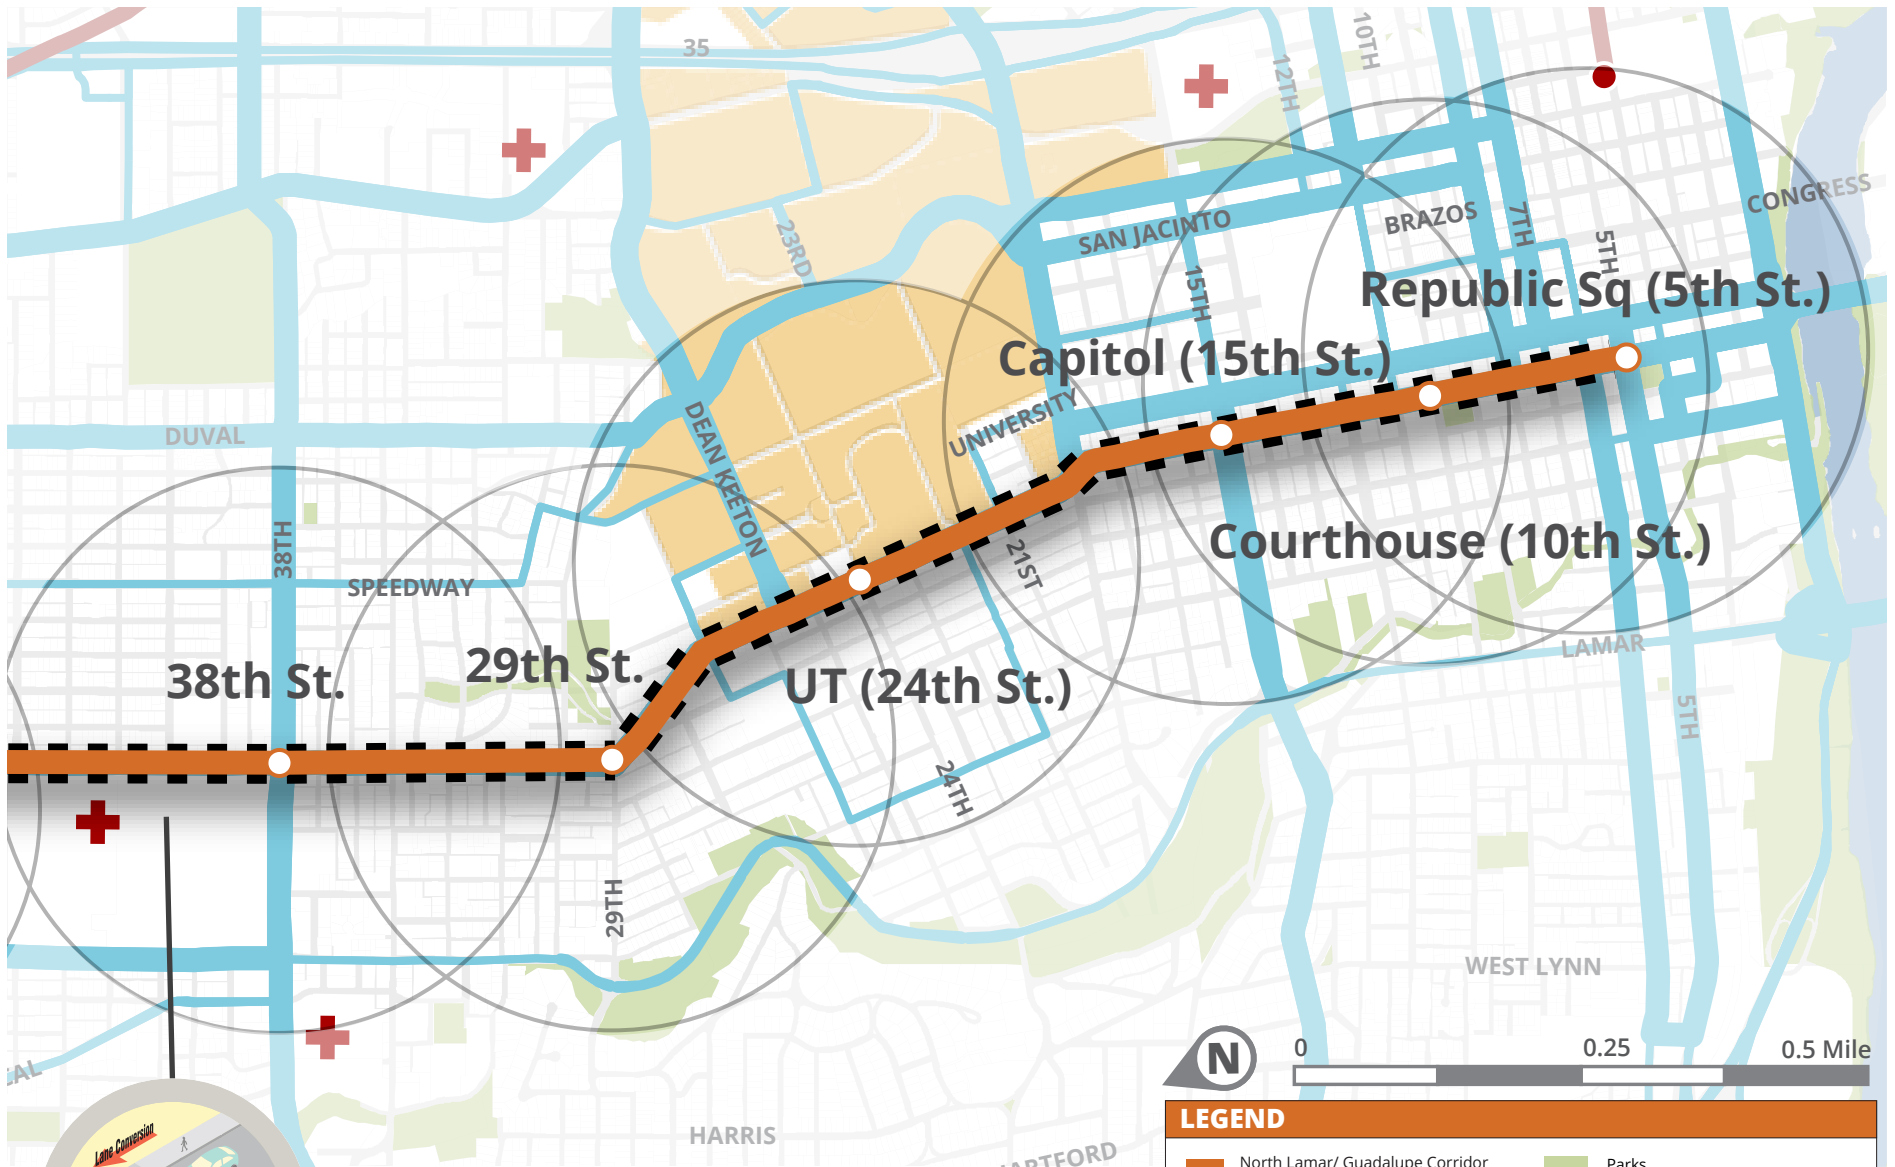 35
10TH
12TH
CONGRESS
BRAZOS
7TH
SAN JACINTO
23RD
5TH
15TH
Republic Sq (5th St.)
Capitol (15th St.)
UNIVERSITY
DUVAL
DEAN KEETON
38TH
Courthouse (10th St.)
21ST
SPEEDWAY
LAMAR
29th St.
38th St.
UT (24th St.)
5TH
24TH
29TH
WEST LYNN
N
0 0.25 0.5 Mile
LEGEND
Lane Conversion
HARRIS
North Lamar/ Guadalupe Corridor
Parks